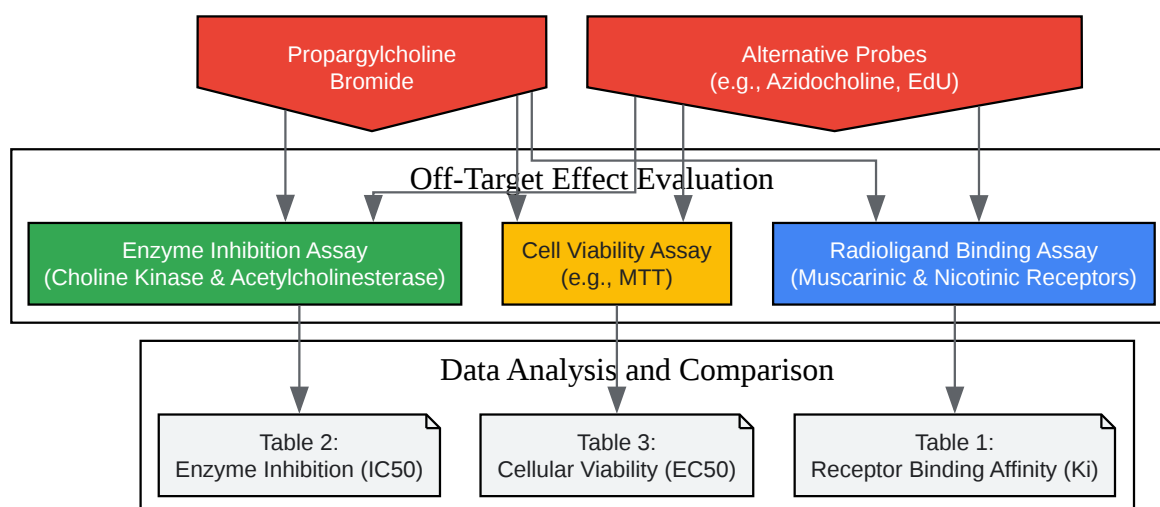 Propargylcholine
Bromide
Alternative Probes
(e.g., Azidocholine, EdU)
Off-Target Effect Evaluation
Enzyme Inhibition Assay
(Choline Kinase & Acetylcholinesterase)
Cell Viability Assay
(e.g., MTT)
Radioligand Binding Assay
(Muscarinic & Nicotinic Receptors)
Data Analysis and Comparison
Table 2:
Enzyme Inhibition (IC50)
Table 3:
Cellular Viability (EC50)
Table 1:
Receptor Binding Affinity (Ki)